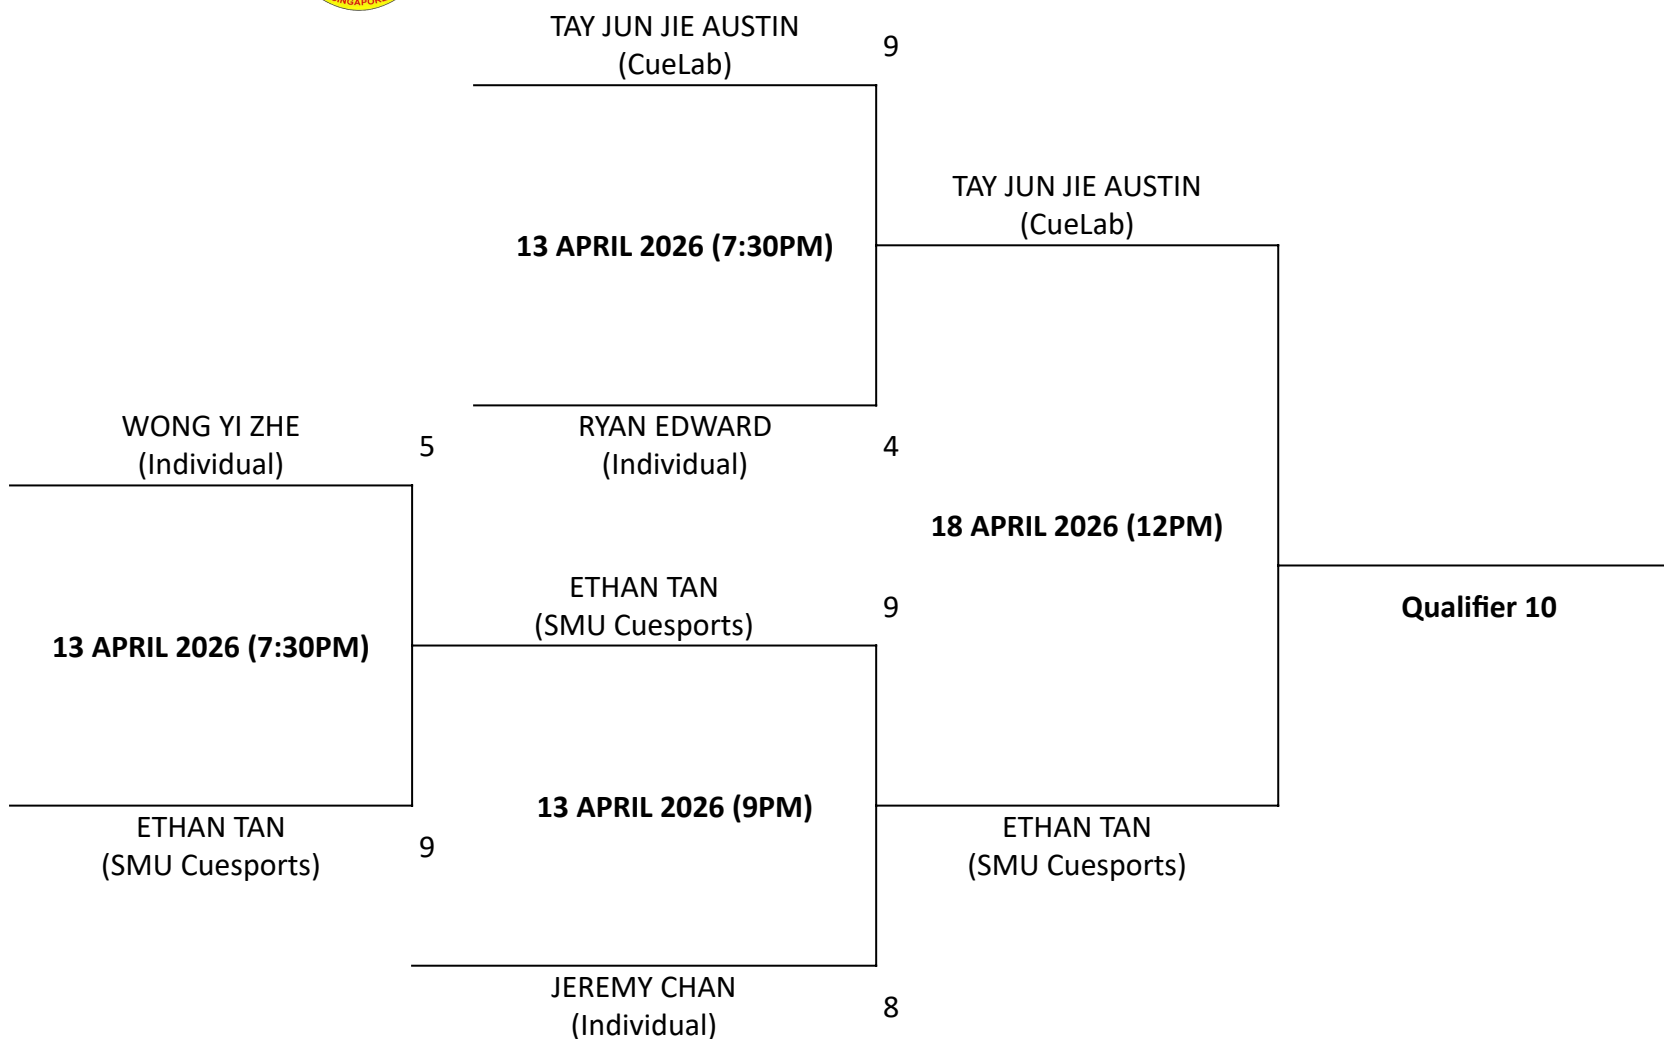 SINGAPORE
TAY JUN JIE AUSTIN
(CueLab)
9
TAY JUN JIE AUSTIN
(CueLab)
13 APRIL 2026 (7:30PM)
WONG YI ZHE
(Individual)
5
RYAN EDWARD
(Individual)
4
18 APRIL 2026 (12PM)
ETHAN TAN
(SMU Cuesports)
9
Qualifier 10
13 APRIL 2026 (7:30PM)
13 APRIL 2026 (9PM)
ETHAN TAN
(SMU Cuesports)
9
ETHAN TAN
(SMU Cuesports)
JEREMY CHAN
(Individual)
8